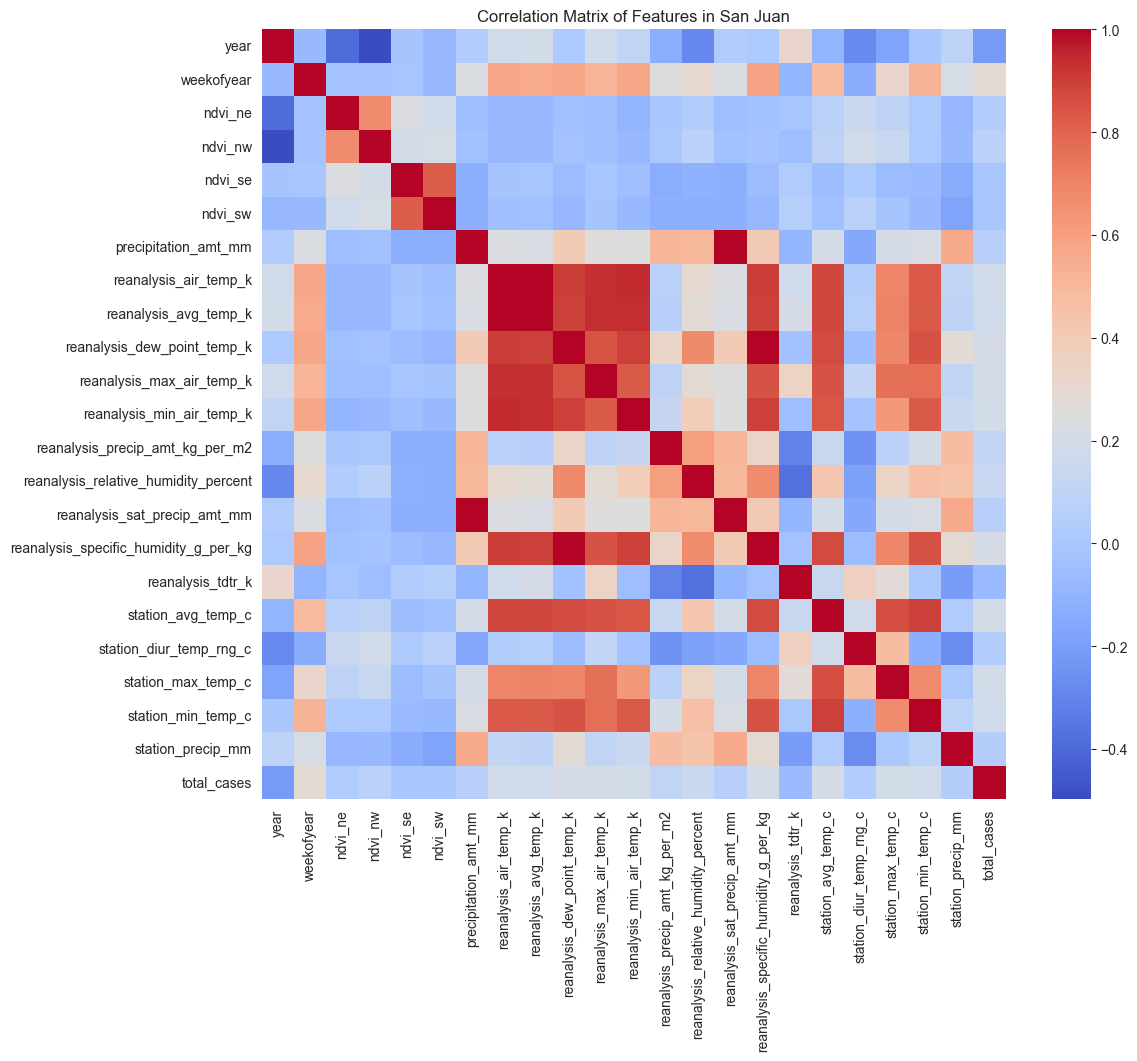 Correlation Matrix of Features in San Juan
year
weekofyear
ndvi_ne
ndvi_nw
ndvi_se
ndvi_sw
precipitation_amt_mm
reanalysis_air_temp_k
reanalysis_avg_temp_k
reanalysis_dew_point_temp_k
reanalysis_max_air_temp_k
reanalysis_min_air_temp_k
reanalysis_precip_amt_kg_per_m2
reanalysis_relative_humidity_percent
reanalysis_sat_precip_amt_mm
reanalysis_specific_humidity_g_per_kg
reanalysis_tdtr_k
station_avg_temp_c
station_diur_temp_rng_c
station_max_temp_c
station_min_temp_c
station_precip_mm
total_cases
year
weekofyear
ndvi_ne
ndvi_nw
ndvi_se
ndvi_sw
precipitation_amt_mm
reanalysis_air_temp_k
reanalysis_avg_temp_k
reanalysis_dew_point_temp_k
reanalysis_max_air_temp_k
reanalysis_min_air_temp_k
reanalysis_precip_amt_kg_per_m2
reanalysis_relative_humidity_percent
reanalysis_sat_precip_amt_mm
reanalysis_specific_humidity_g_per_kg
reanalysis_tdtr_k
station_avg_temp_c
station_diur_temp_rng_c
station_max_temp_c
station_min_temp_c
station_precip_mm
total_cases
1.0
0.8
0.6
0.4
0.2
0.0
−0.2
−0.4